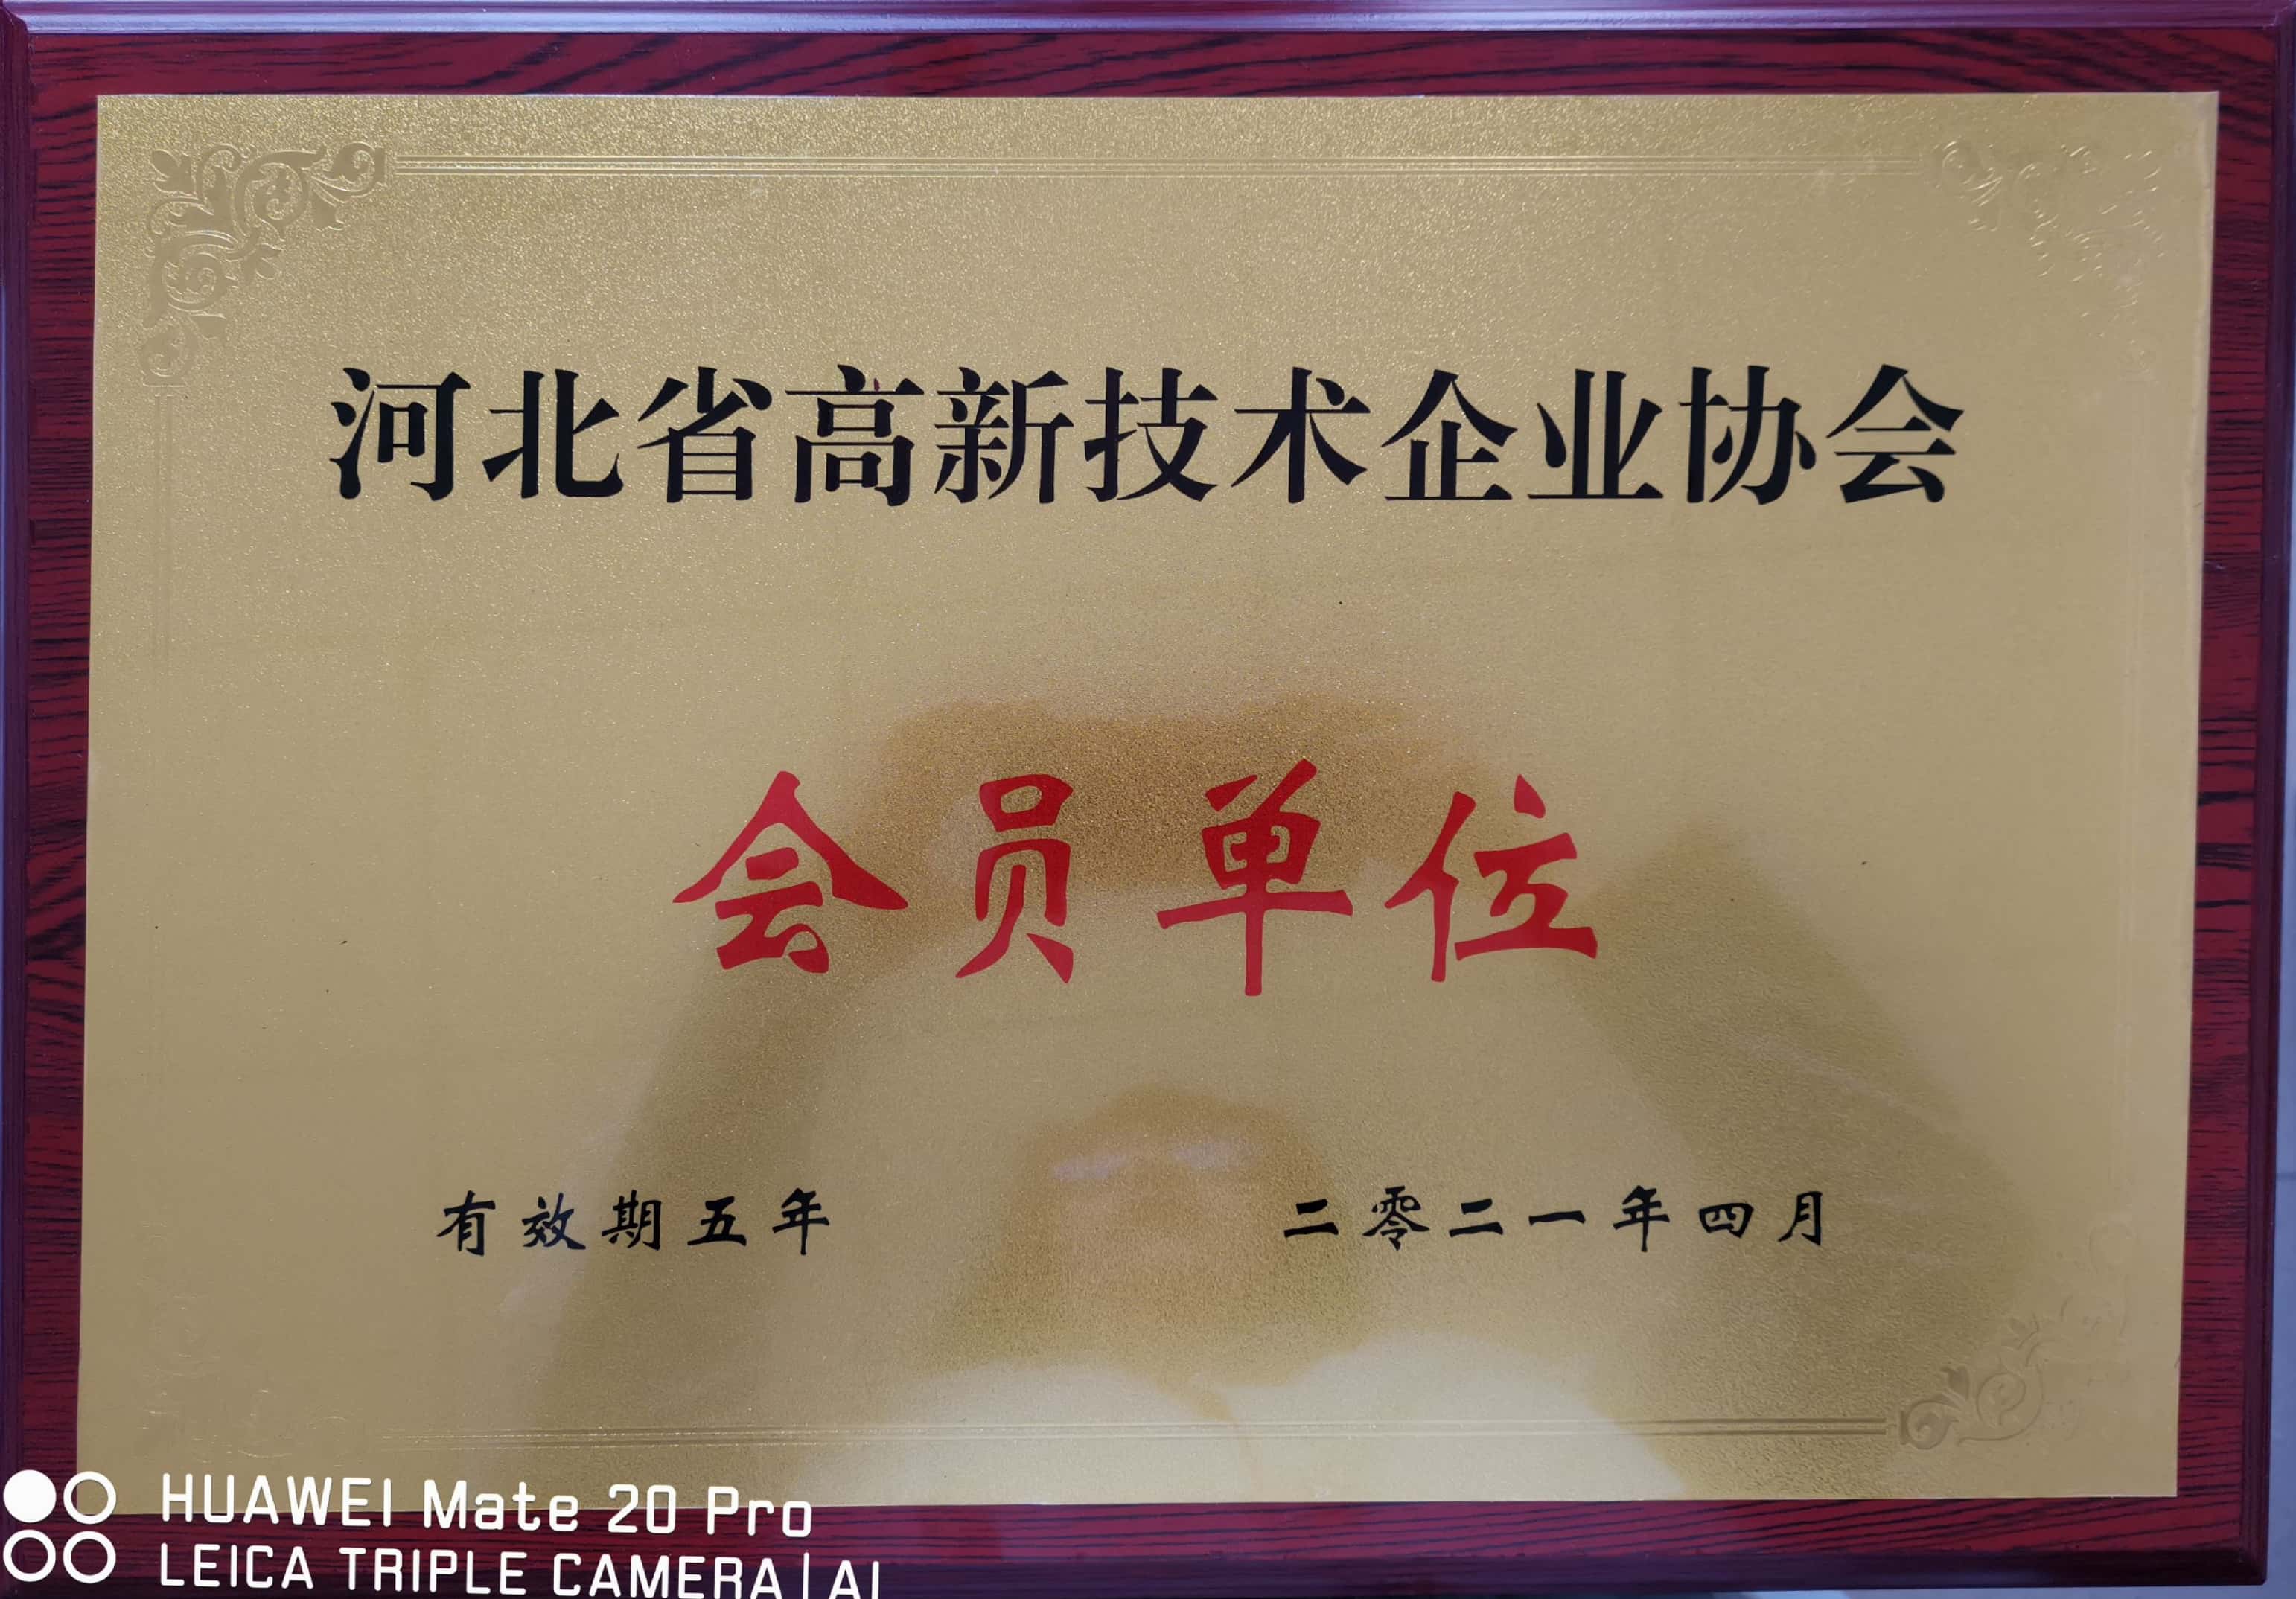 河北省高新技术企业协会
会员单位
有效期五年 二零二一年四月
HUAWEI Mate 20 Pro
LEICA TRIPLE CAMERA | AI